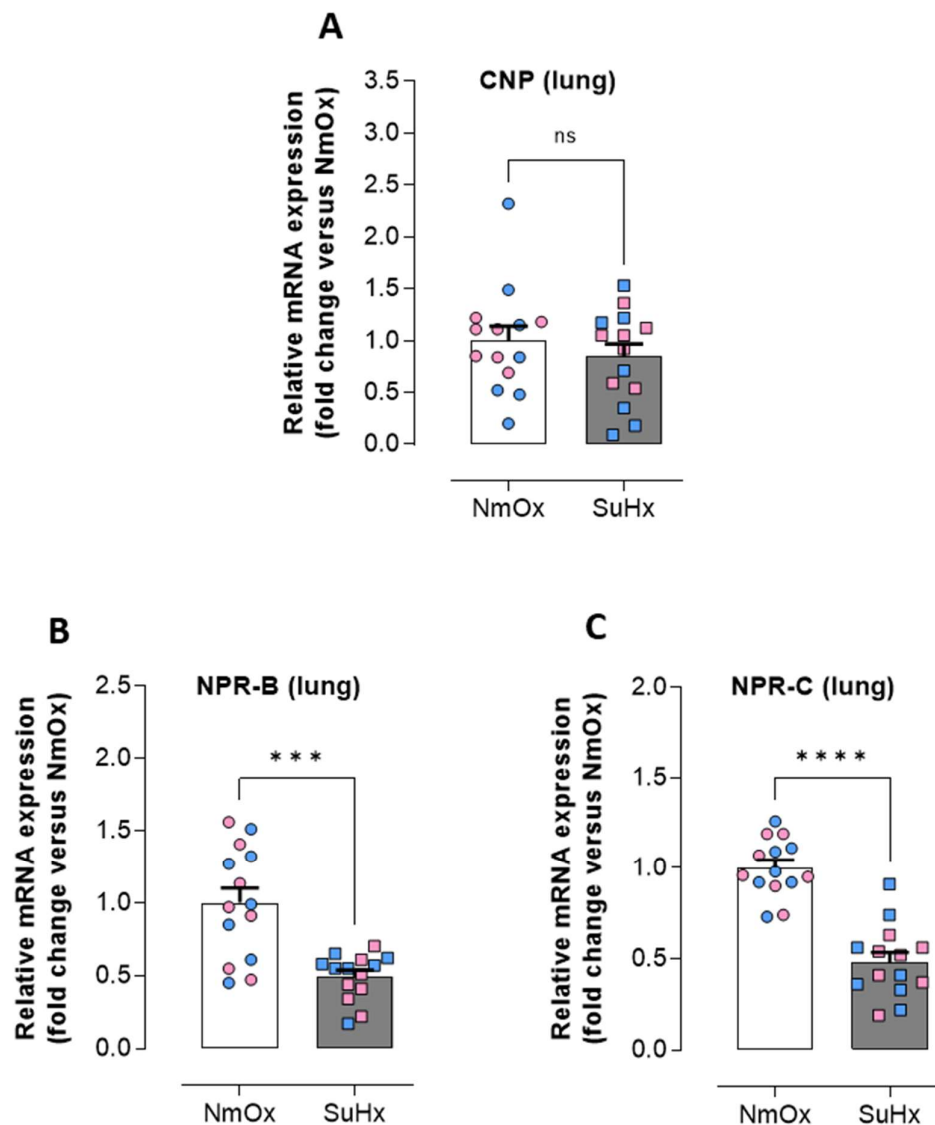 A
CNP (lung)
Relative mRNA expression
(fold change versus NmOx)
3.5
3.0
2.5
2.0
1.5
1.0
0.5
0.0
ns
NmOx
SuHx
B
NPR-B (lung)
Relative mRNA expression
(fold change versus NmOx)
2.5
2.0
1.5
1.0
0.5
0.0
***
NmOx
SuHx
C
NPR-C (lung)
Relative mRNA expression
(fold change versus NmOx)
2.0
1.5
1.0
0.5
0.0
****
NmOx
SuHx